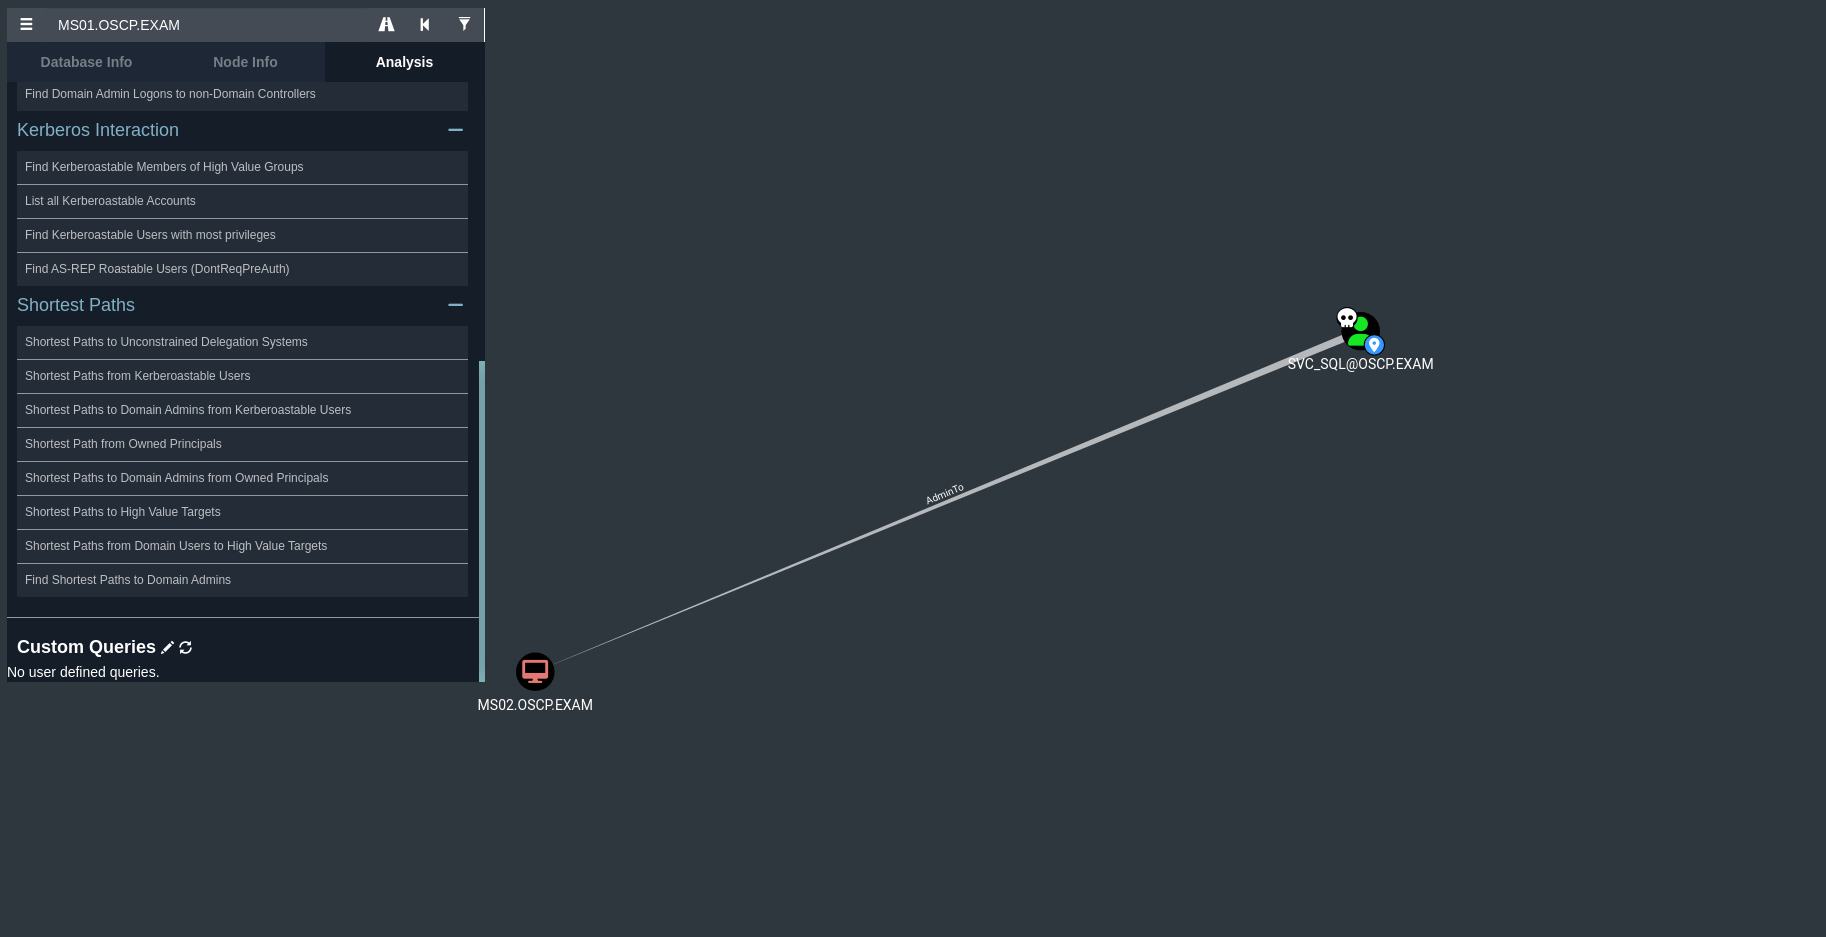 MS01.OSCP.EXAM
Database Info
Node Info
Analysis
Find Domain Admin Logons to non-Domain Controllers
Kerberos Interaction
Find Kerberoastable Members of High Value Groups
List all Kerberoastable Accounts
Find Kerberoastable Users with most privileges
Find AS-REP Roastable Users (DontReqPreAuth)
Shortest Paths
Shortest Paths to Unconstrained Delegation Systems
Shortest Paths from Kerberoastable Users
Shortest Paths to Domain Admins from Kerberoastable Users
Shortest Path from Owned Principals
Shortest Paths to Domain Admins from Owned Principals
Shortest Paths to High Value Targets
Shortest Paths from Domain Users to High Value Targets
Find Shortest Paths to Domain Admins
Custom Queries
No user defined queries.
SVC_SQL@OSCP.EXAM
AdminTo
MS02.OSCP.EXAM